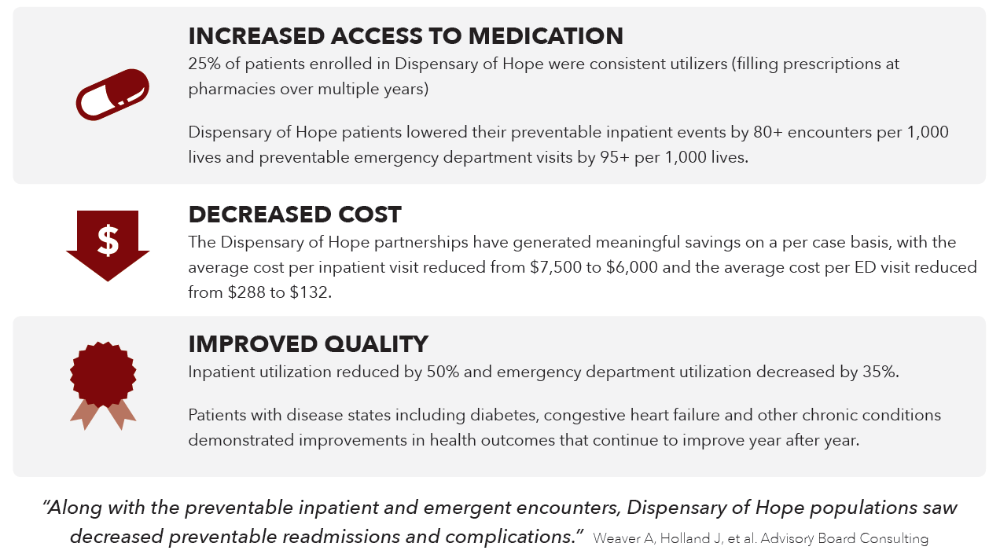 INCREASED ACCESS TO MEDICATION
25% of patients enrolled in Dispensary of Hope were consistent utilizers (filling prescriptions at
pharmacies over multiple years)
Dispensary of Hope patients lowered their preventable inpatient events by 80+ encounters per 1,000
lives and preventable emergency department visits by 95+ per 1,000 lives.
$
DECREASED COST
The Dispensary of Hope partnerships have generated meaningful savings on a per case basis, with the
average cost per inpatient visit reduced from $7,500 to $6,000 and the average cost per ED visit reduced
from $288 to $132.
IMPROVED QUALITY
Inpatient utilization reduced by 50% and emergency department utilization decreased by 35%.
Patients with disease states including diabetes, congestive heart failure and other chronic conditions
demonstrated improvements in health outcomes that continue to improve year after year.
“Along with the preventable inpatient and emergent encounters, Dispensary of Hope populations saw
decreased preventable readmissions and complications.” Weaver A, Holland J, et al. Advisory Board Consulting